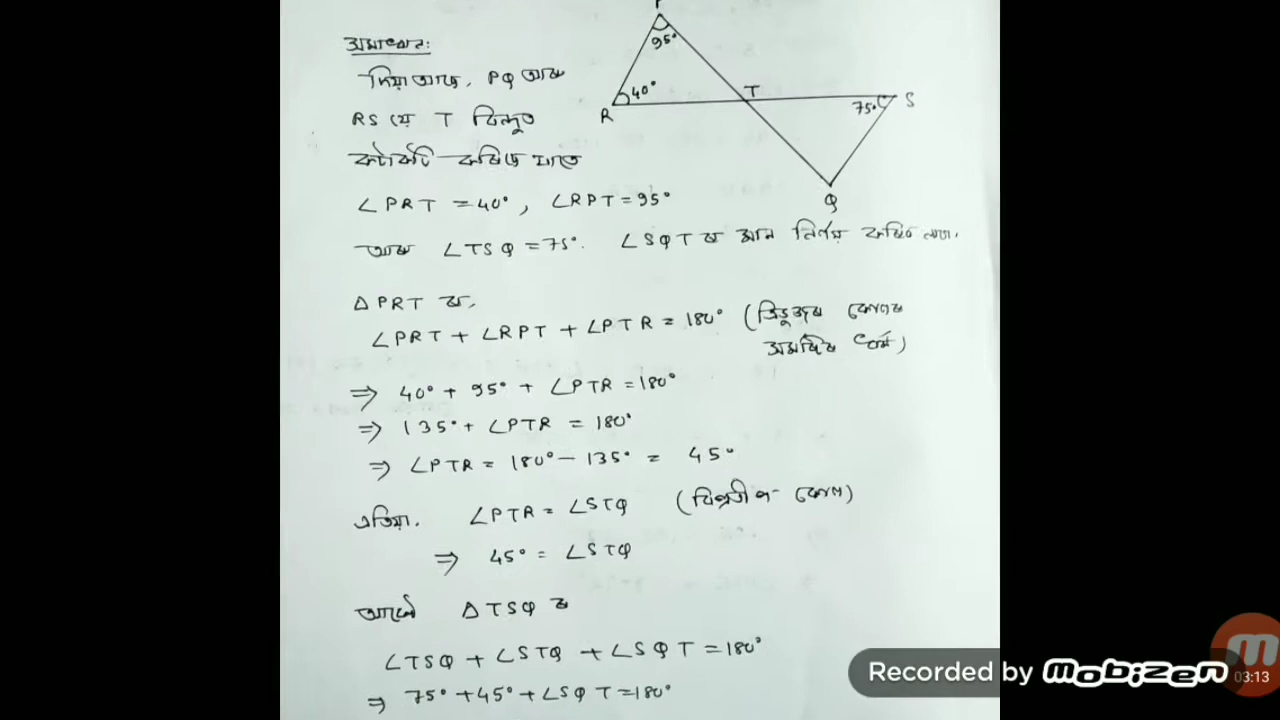 P
95°
সমাধান:
দিয়া আছে, PQ আৰু
40°
T
S
75°
R
RS য়ে T বিন্দুত
কটাকটি কৰিছে যাতে
Q
∠PRT = 40°, ∠RPT = 95°
আৰু ∠TSQ = 75°. ∠SQT ৰ মান নিৰ্ণয় কৰিব লাগে.
△PRT ৰ,
∠PRT + ∠RPT + ∠PTR = 180° (ত্ৰিভুজৰ কোণৰ
সমষ্টিৰ ধৰ্ম)
⇒ 40° + 95° + ∠PTR = 180°
⇒ 135° + ∠PTR = 180°
⇒ ∠PTR = 180° − 135° = 45°
এতিয়া. ∠PTR = ∠STQ (বিপ্ৰতীপ কোণ)
⇒ 45° = ∠STQ
আকৌ △TSQ ৰ
∠TSQ + ∠STQ + ∠SQT = 180°
⇒ 75° + 45° + ∠SQT = 180°
Recorded by mobizen
03:13